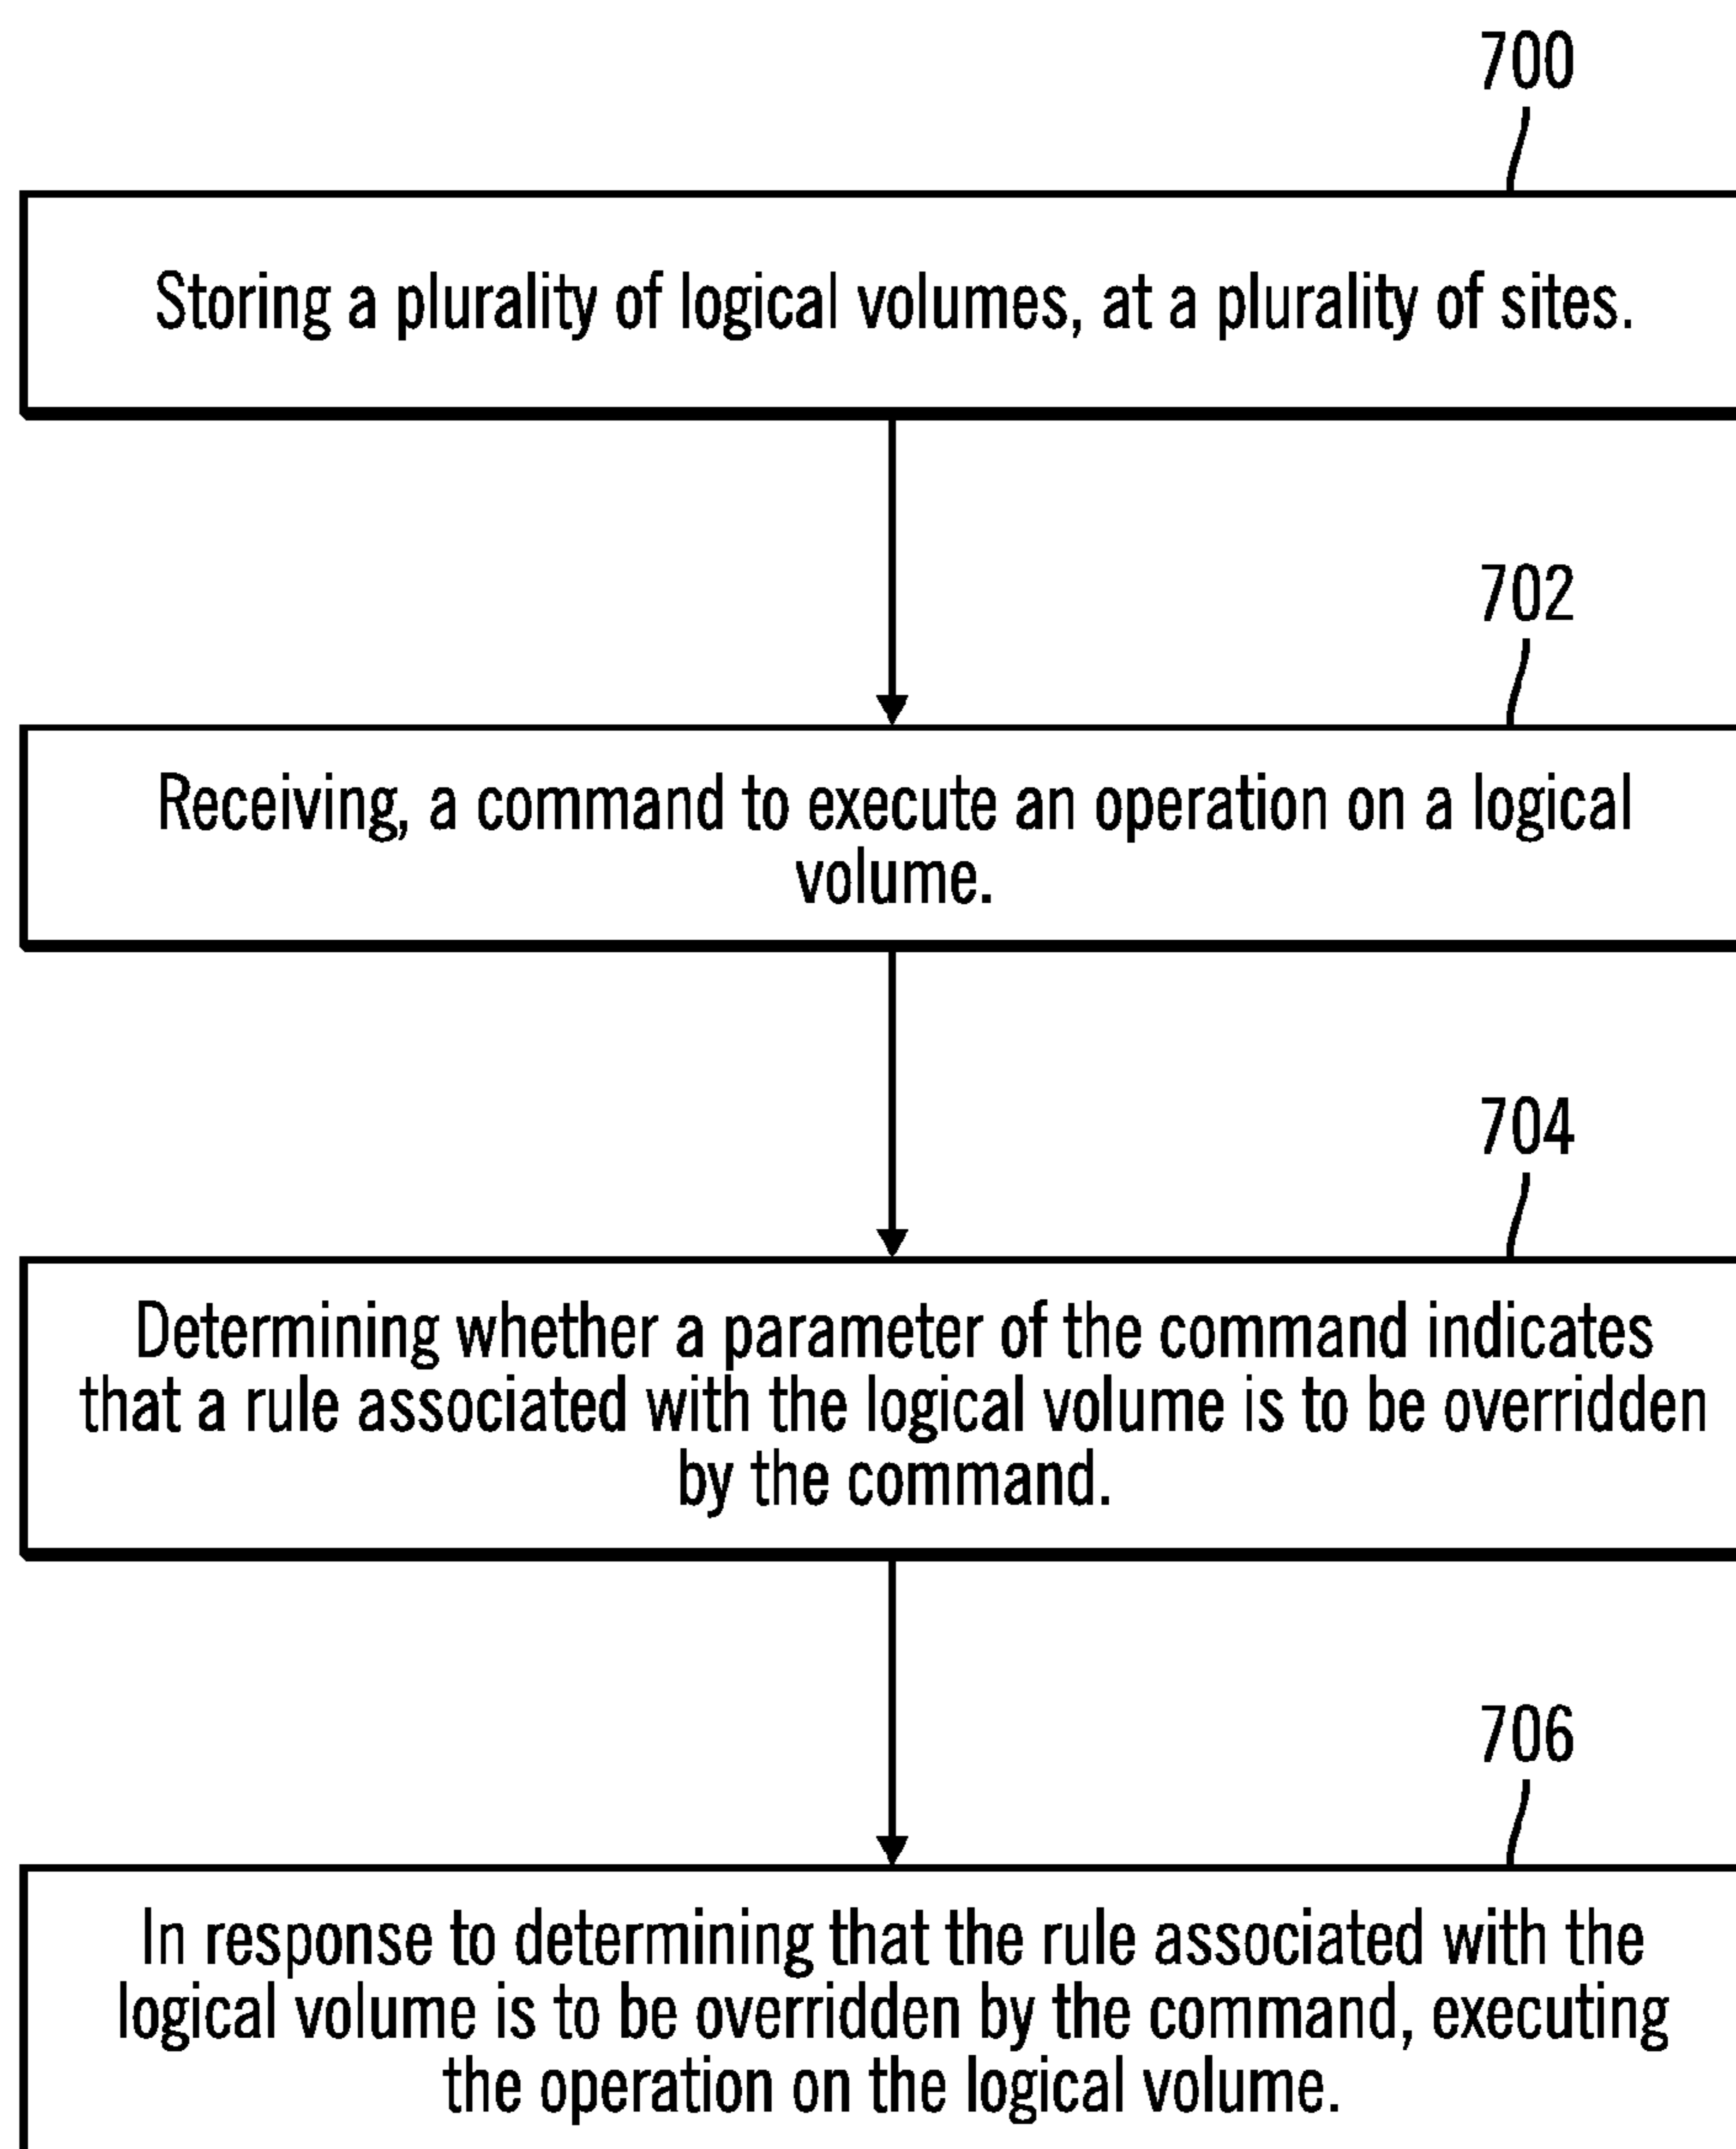 700
Storing a plurality of logical volumes, at a plurality of sites.
702
Receiving, a command to execute an operation on a logical
volume.
704
Determining whether a parameter of the command indicates
that a rule associated with the logical volume is to be overridden
by the command.
706
In response to determining that the rule associated with the
logical volume is to be overridden by the command, executing
the operation on the logical volume.